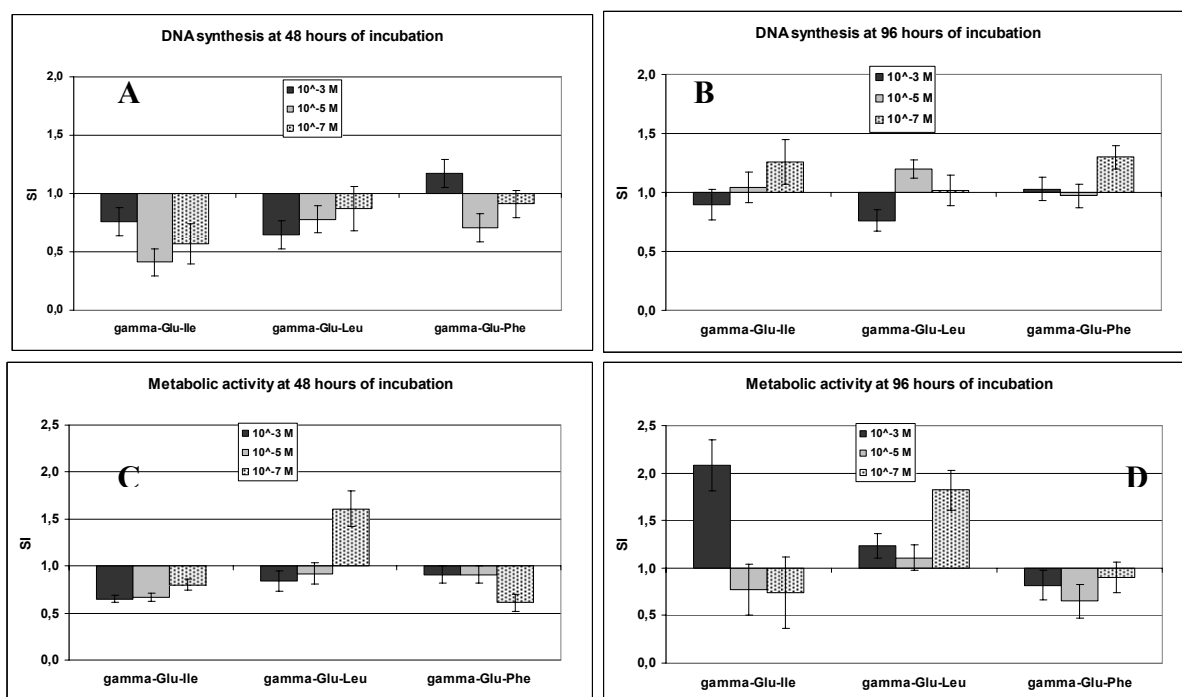 DNA synthesis at 48 hours of incubation
A
10^-3 M
10^-5 M
10^-7 M
2,0
1,5
1,0
0,5
0,0
SI
gamma-Glu-Ile gamma-Glu-Leu gamma-Glu-Phe
DNA synthesis at 96 hours of incubation
B
10^-3 M
10^-5 M
10^-7 M
2,0
1,5
1,0
0,5
0,0
SI
gamma-Glu-Ile gamma-Glu-Leu gamma-Glu-Phe
Metabolic activity at 48 hours of incubation
C
10^-3 M
10^-5 M
10^-7 M
2,5
2,0
1,5
1,0
0,5
0,0
SI
gamma-Glu-Ile gamma-Glu-Leu gamma-Glu-Phe
Metabolic activity at 96 hours of incubation
D
10^-3 M
10^-5 M
10^-7 M
2,5
2,0
1,5
1,0
0,5
0,0
SI
gamma-Glu-Ile gamma-Glu-Leu gamma-Glu-Phe